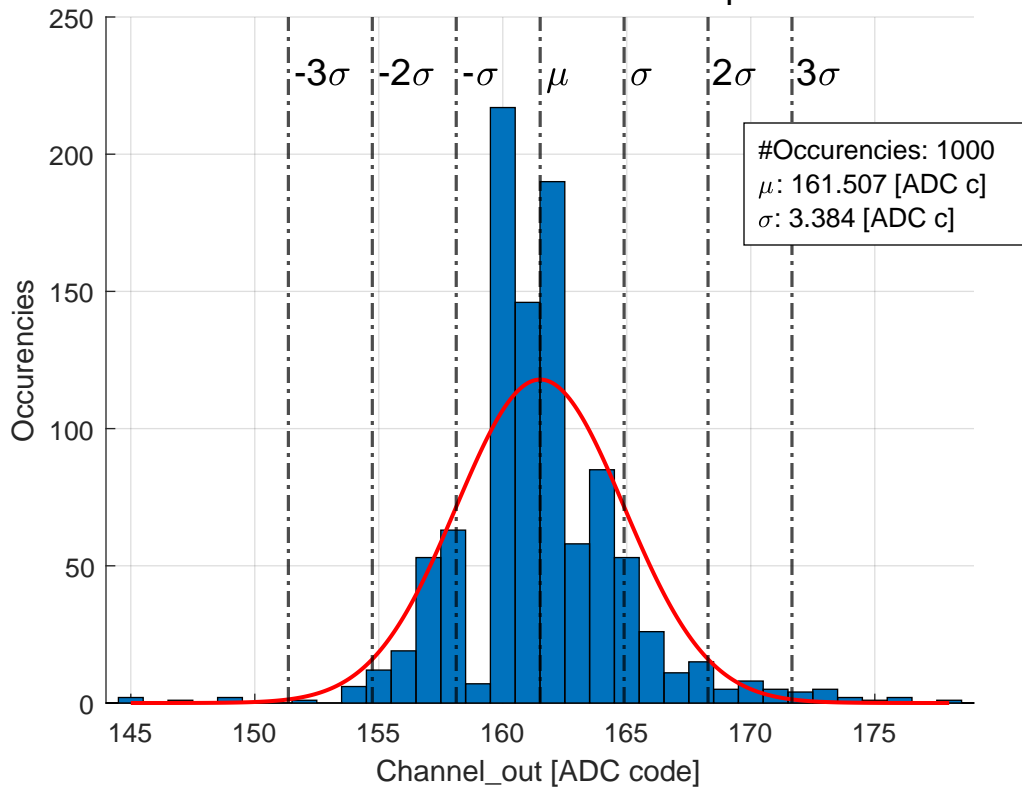 250
-3σ -2σ -σ μ σ 2σ 3σ
#Occurencies: 1000
μ: 161.507 [ADC c]
σ: 3.384 [ADC c]
200
150
100
50
0
Occurencies
145 150 155 160 165 170 175
Channel_out [ADC code]